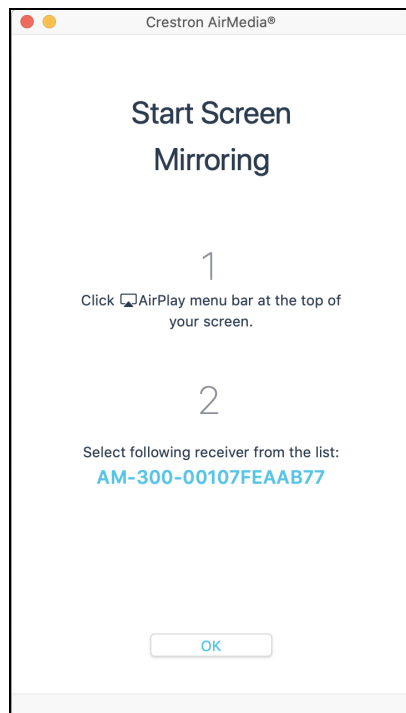 Crestron AirMedia®
Start Screen
Mirroring
1
Click AirPlay menu bar at the top of
your screen.
2
Select following receiver from the list:
AM-300-00107FEAAB77
OK